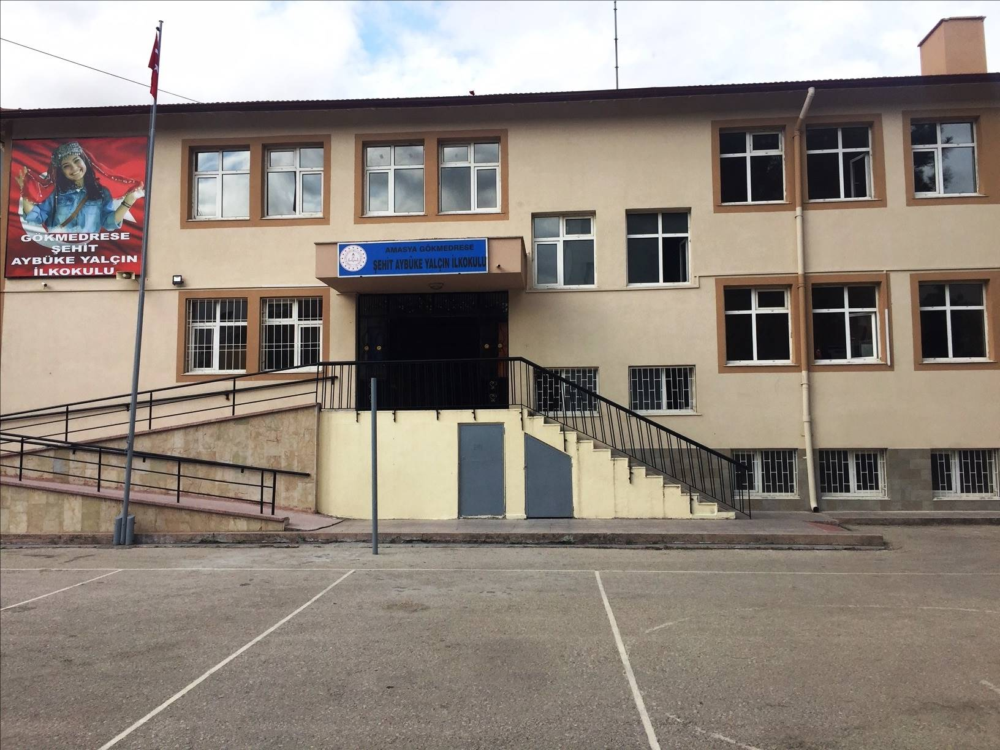 GÖKMEDRESE
ŞEHİT
AYBÜKE YALÇIN
İLKOKULU
AMASYA GÖKMEDRESE
ŞEHİT AYBÜKE YALÇIN İLKOKULU